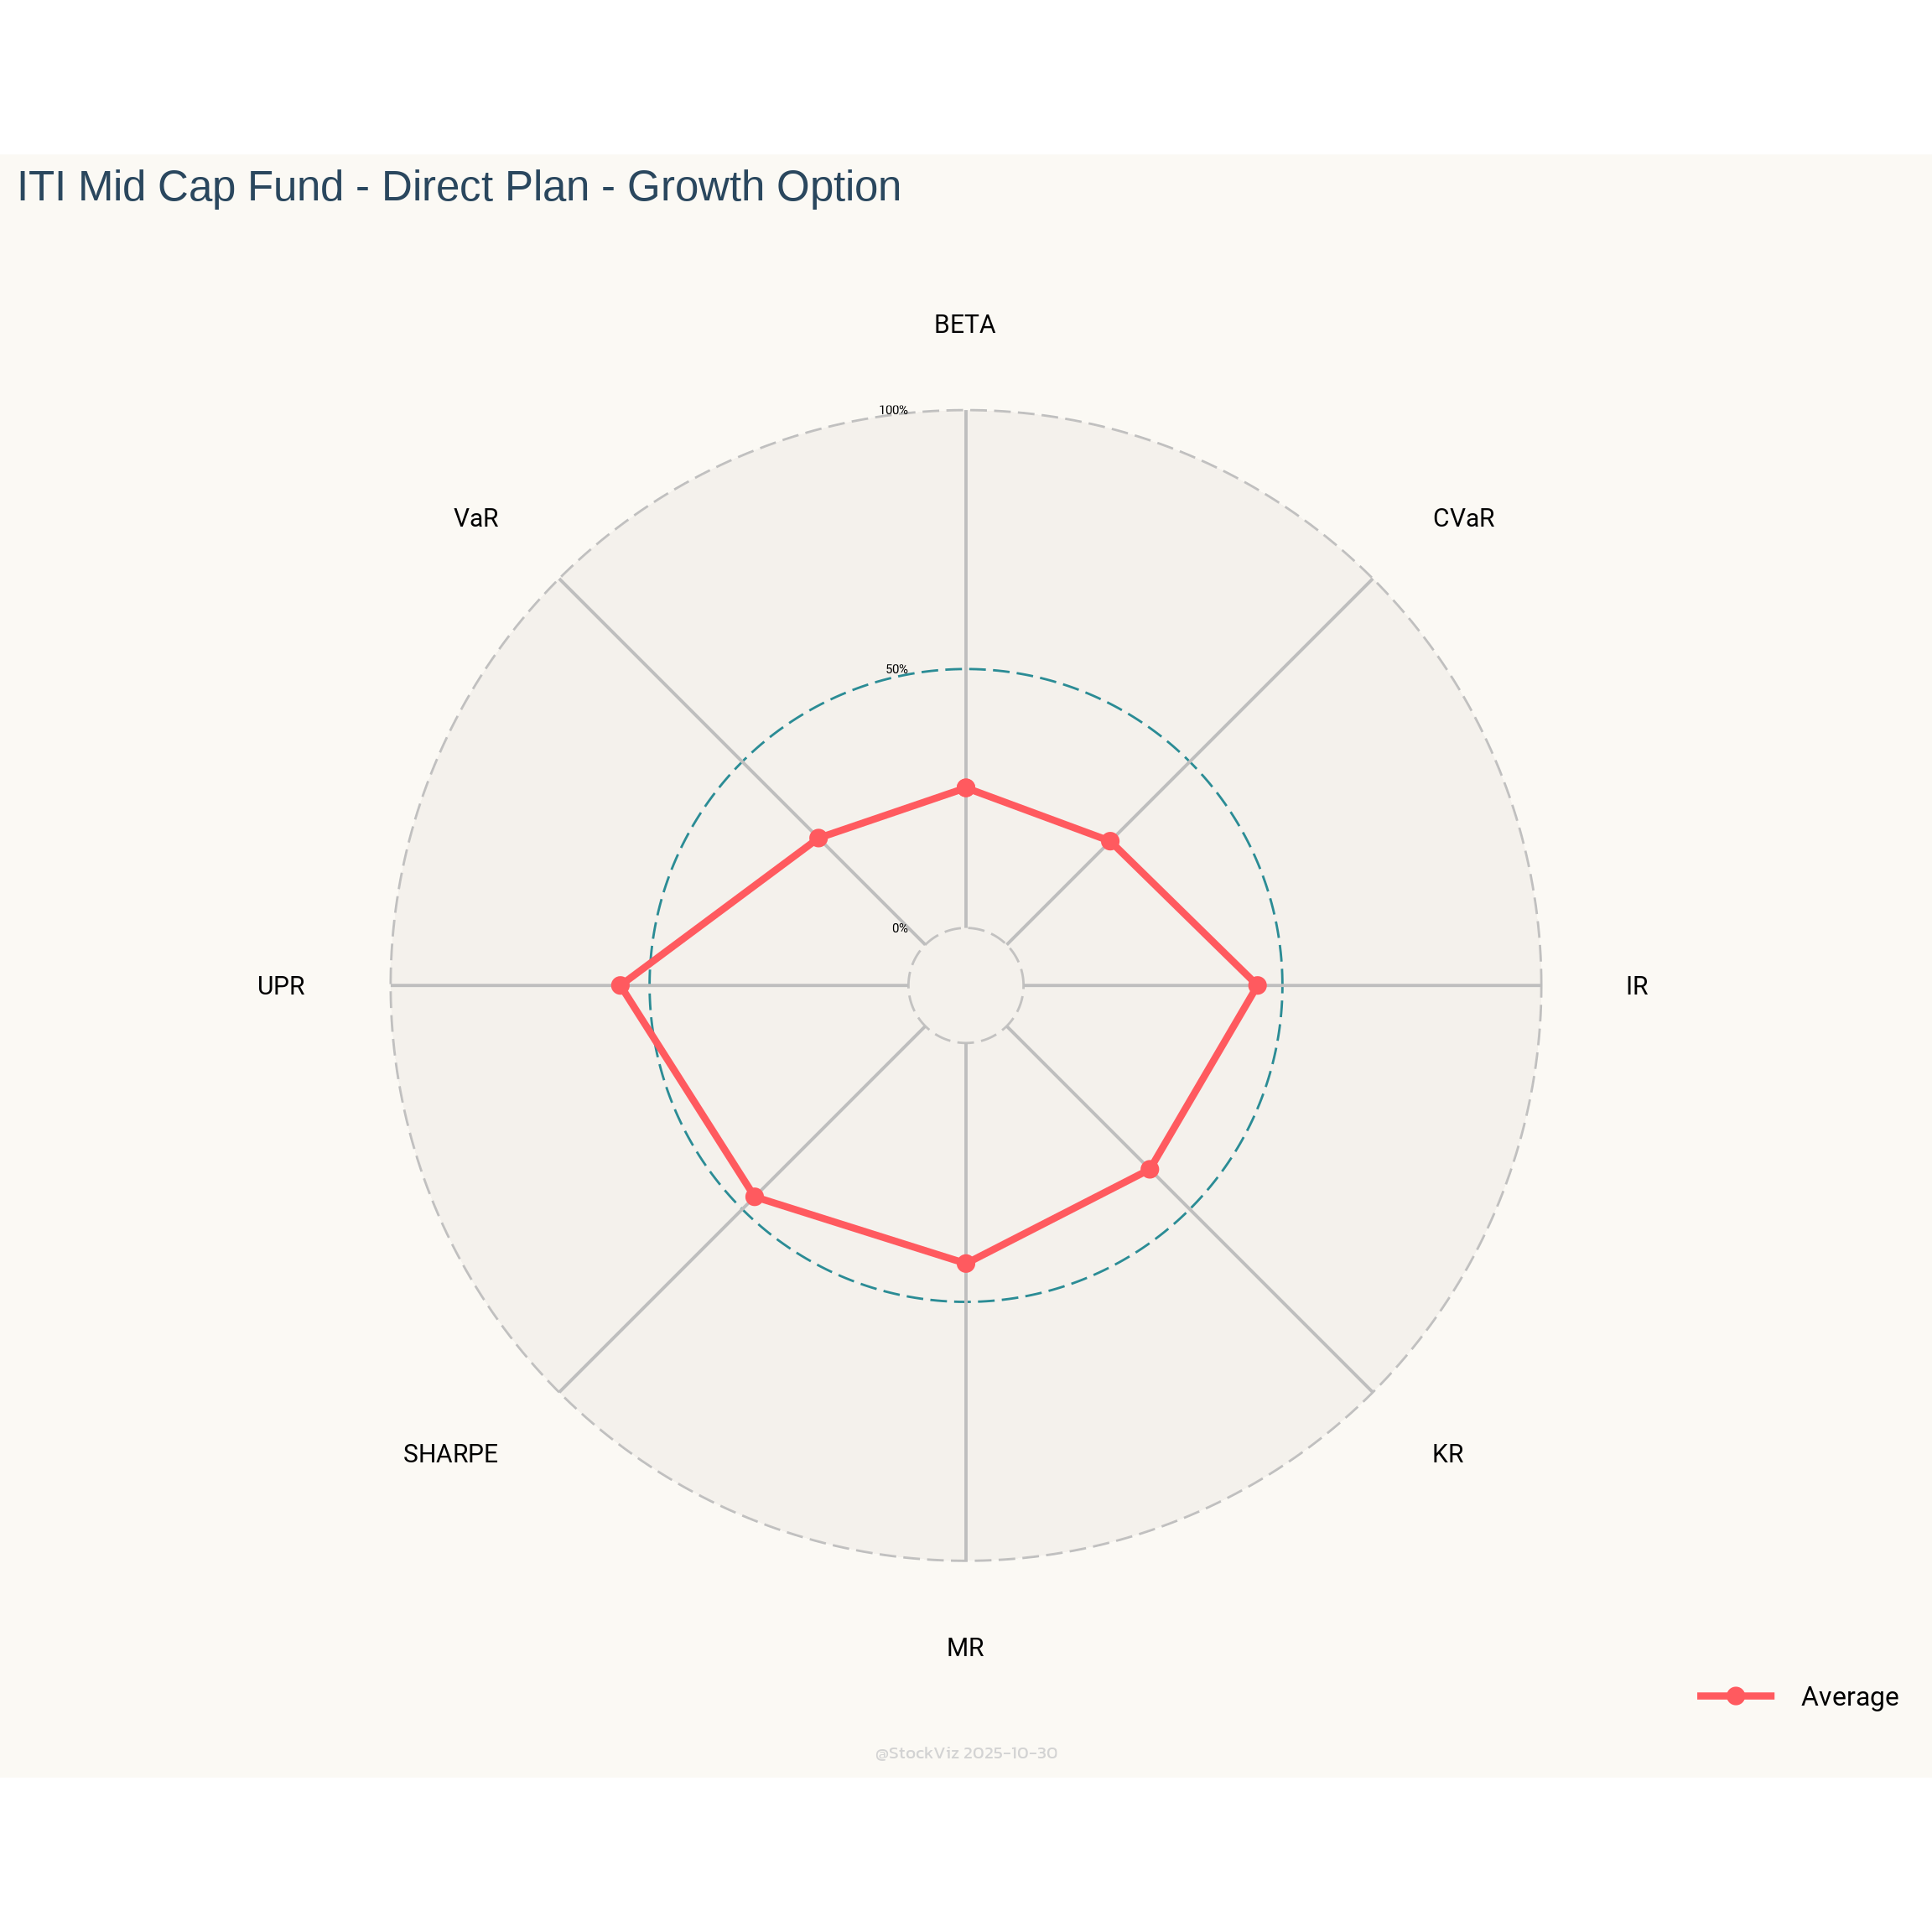 ITI Mid Cap Fund - Direct Plan - Growth Option
BETA
100%
VaR
CVaR
50%
0%
UPR
IR
SHARPE
KR
MR
Average
@StockViz 2025-10-30